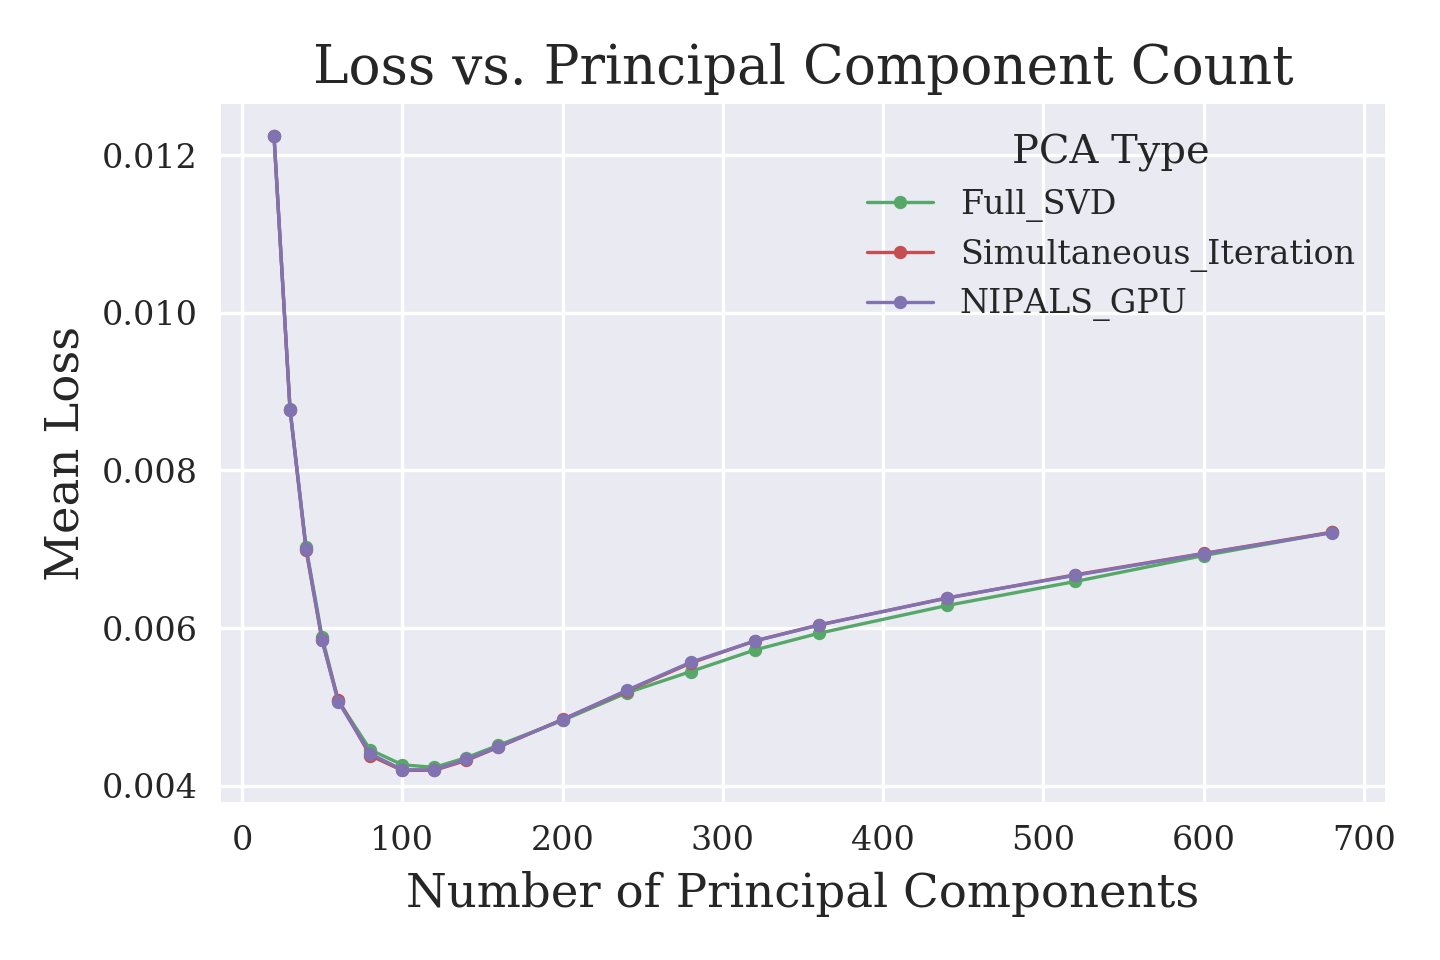 Loss vs. Principal Component Count
0.012
0.010
0.008
0.006
0.004
Mean Loss
PCA Type
Full_SVD
Simultaneous_Iteration
NIPALS_GPU
0 100 200 300 400 500 600 700
Number of Principal Components